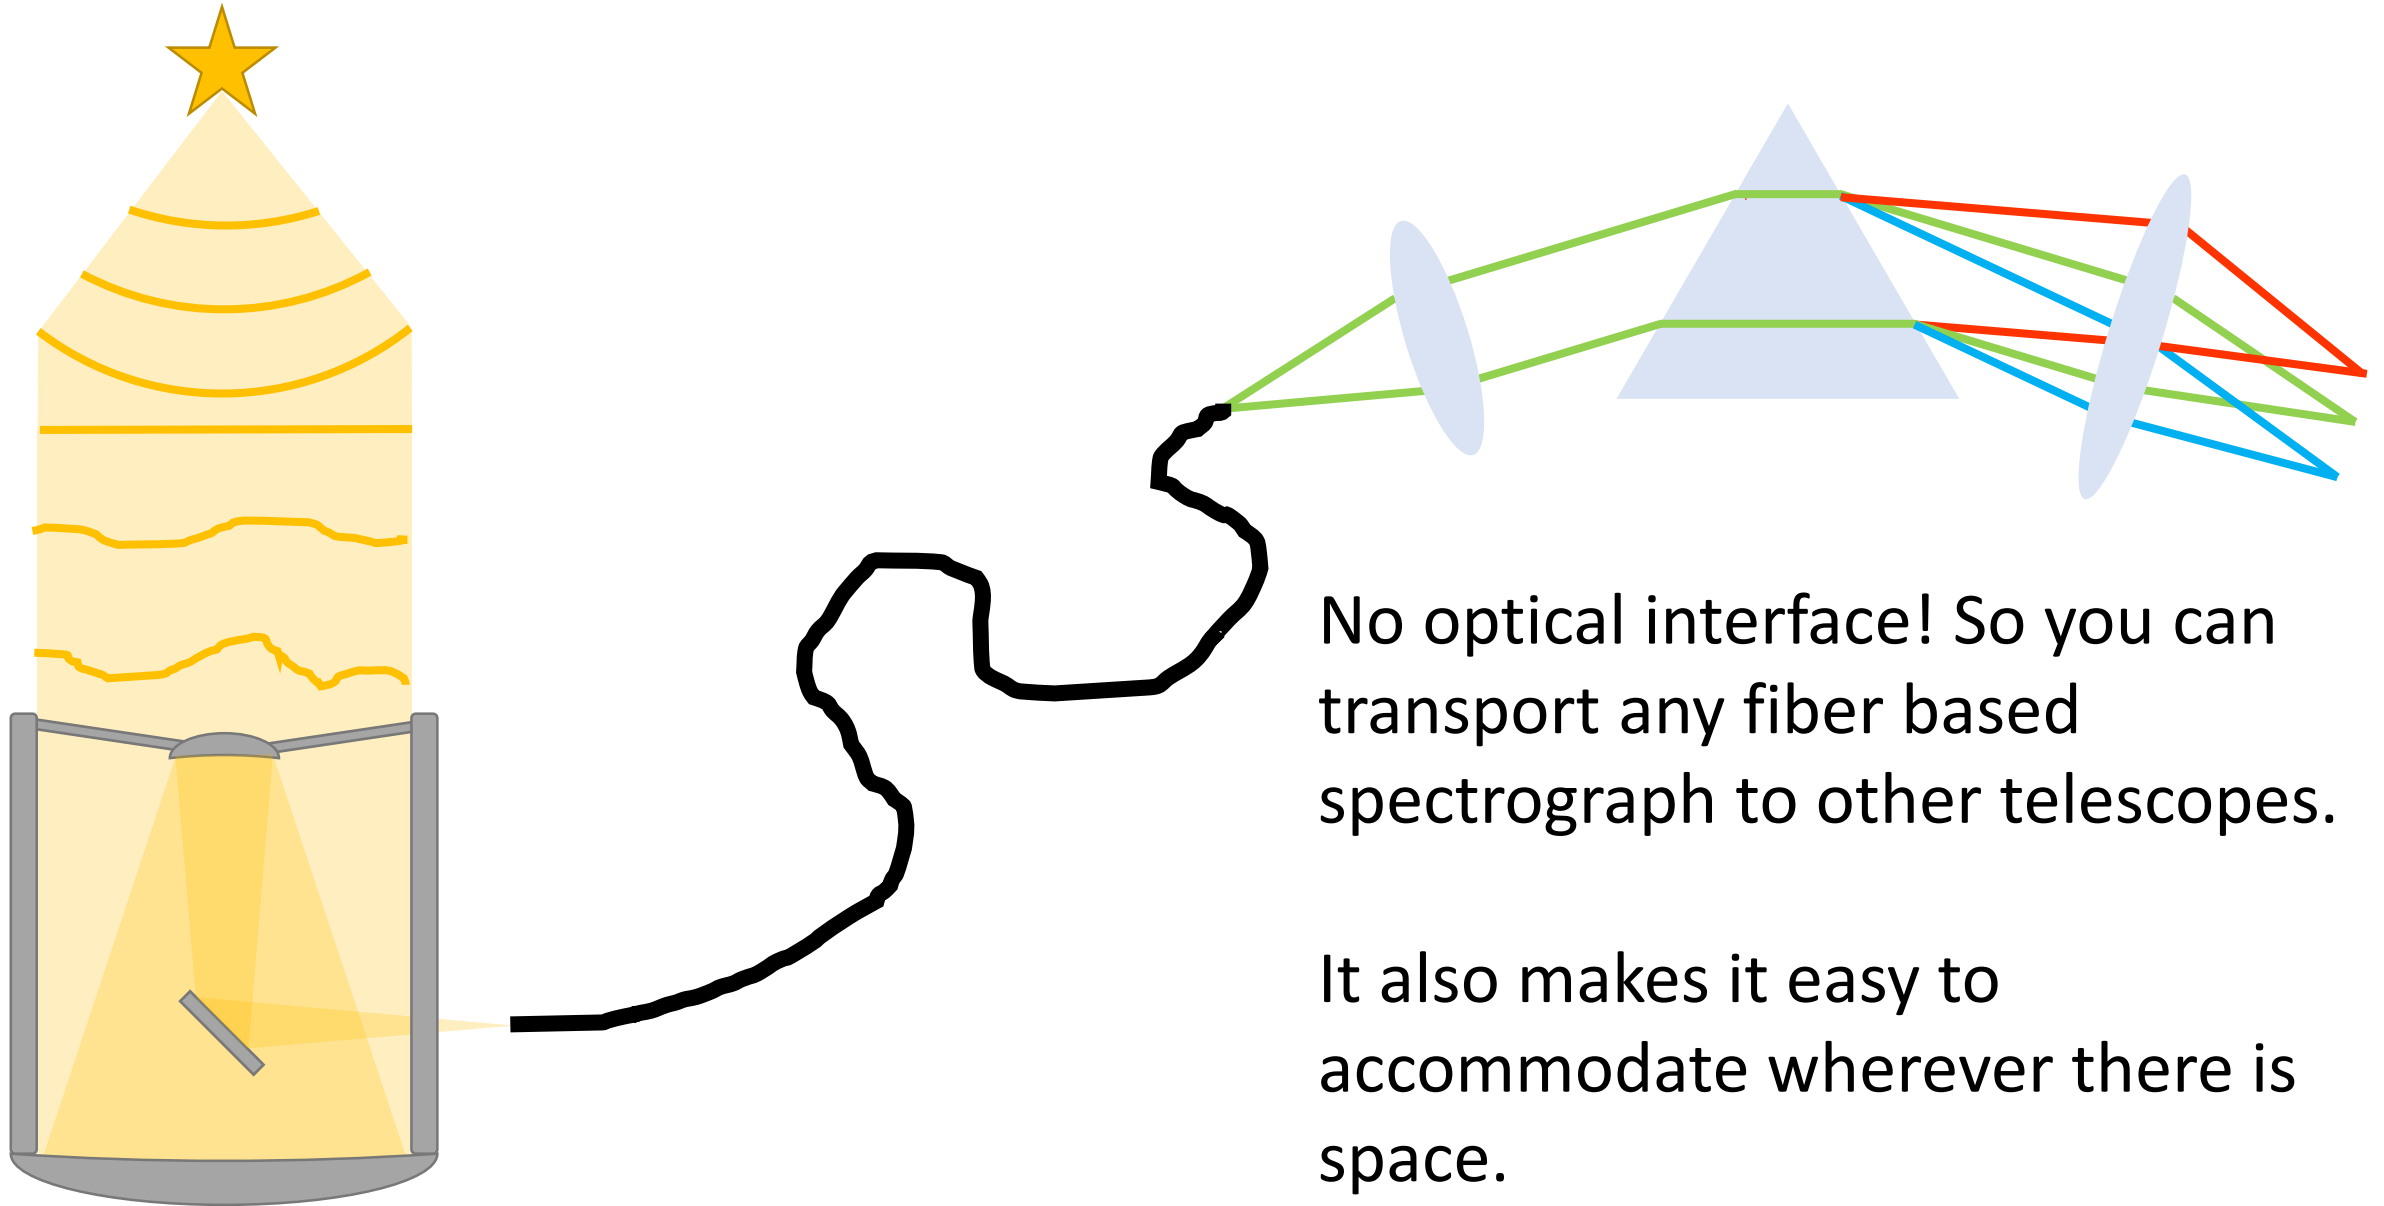 No optical interface! So you can
transport any fiber based
spectrograph to other telescopes.
It also makes it easy to
accommodate wherever there is
space.